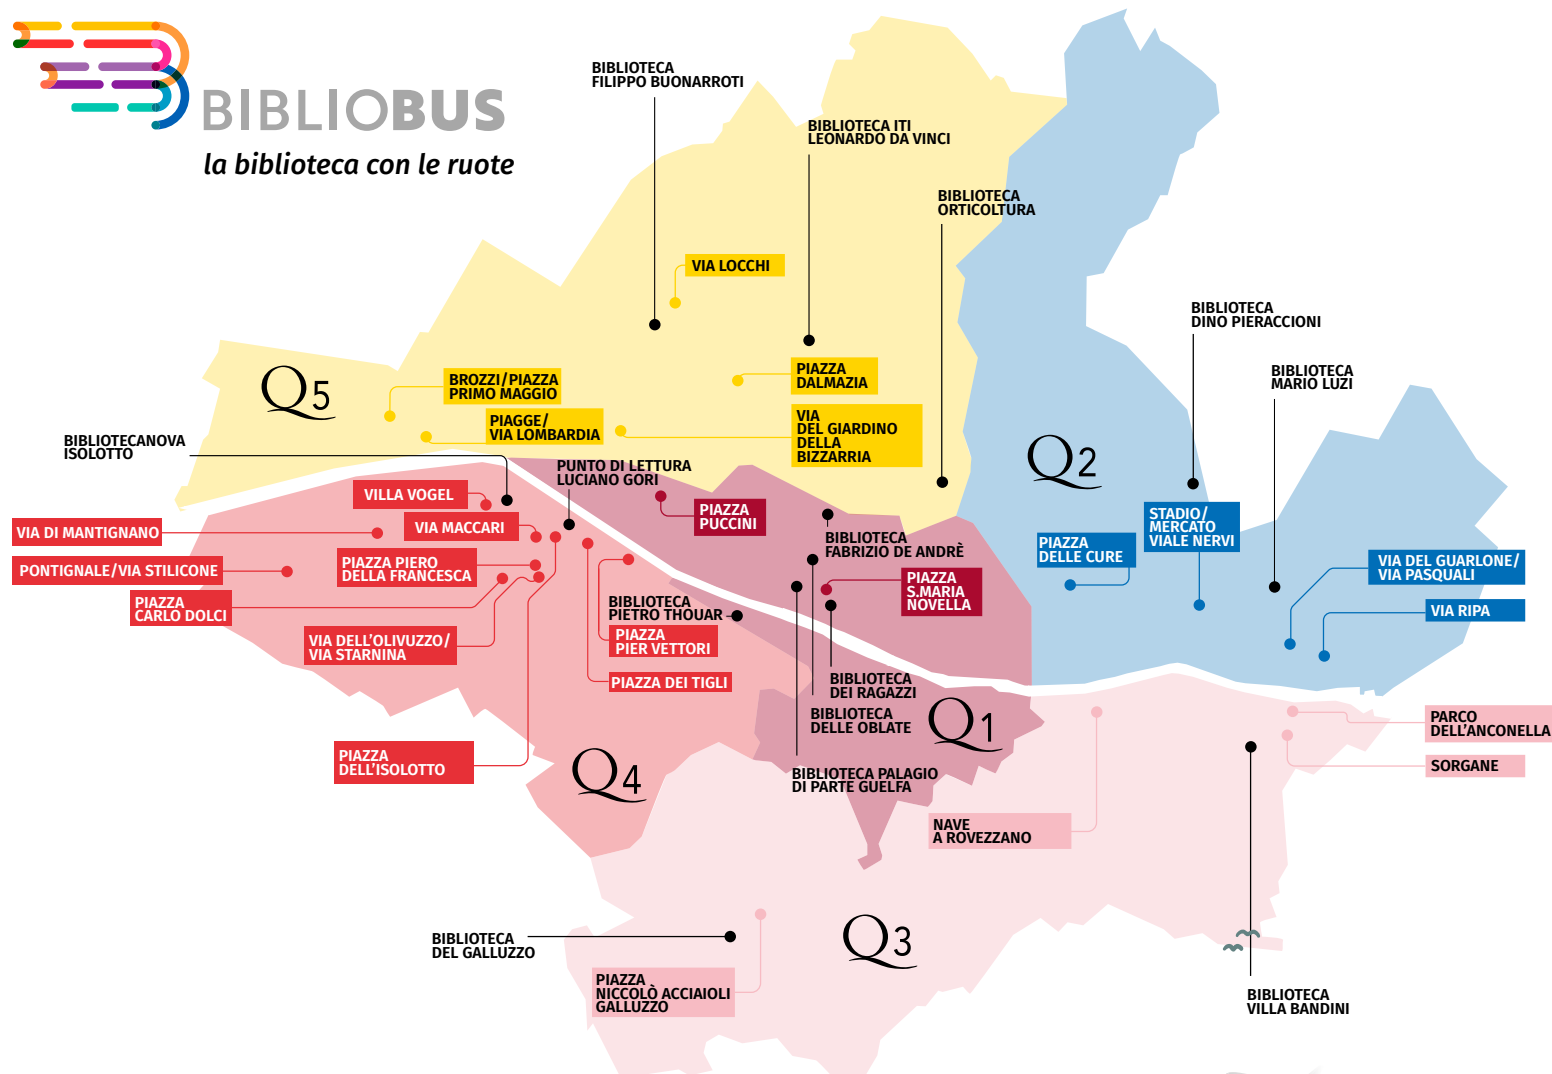 BIBLIOBUS
la biblioteca con le ruote
BIBLIOTECA
FILIPPO BUONARROTI
BIBLIOTECA ITI
LEONARDO DA VINCI
BIBLIOTECA
ORTICOLTURA
VIA LOCCHI
BIBLIOTECA
DINO PIERACCIONI
BIBLIOTECA
MARIO LUZI
Q5
BROZZI/PIAZZA
PRIMO MAGGIO
PIAZZA
DALMAZIA
PIAGGE/
VIA LOMBARDIA
VIA
DEL GIARDINO
DELLA
BIZZARRIA
BIBLIOTECANOVA
ISOLOTTO
Q2
PUNTO DI LETTURA
LUCIANO GORI
VILLA VOGEL
PIAZZA
PUCCINI
STADIO/
MERCATO
VIALE NERVI
VIA DI MANTIGNANO
VIA MACCARI
BIBLIOTECA
FABRIZIO DE ANDRÈ
PIAZZA
DELLE CURE
PONTIGNALE/VIA STILICONE
PIAZZA PIERO
DELLA FRANCESCA
VIA DEL GUARLONE/
VIA PASQUALI
PIAZZA
S.MARIA
NOVELLA
PIAZZA
CARLO DOLCI
BIBLIOTECA
PIETRO THOUAR
VIA RIPA
VIA DELL'OLIVUZZO/
VIA STARNINA
PIAZZA
PIER VETTORI
PIAZZA DEI TIGLI
BIBLIOTECA
DEI RAGAZZI
BIBLIOTECA
DELLE OBLATE
Q1
PARCO
DELL'ANCONELLA
PIAZZA
DELL'ISOLOTTO
Q4
BIBLIOTECA PALAGIO
DI PARTE GUELFA
SORGANE
NAVE
A ROVEZZANO
Q3
BIBLIOTECA
DEL GALLUZZO
PIAZZA
NICCOLÒ ACCIAIOLI
GALLUZZO
BIBLIOTECA
VILLA BANDINI